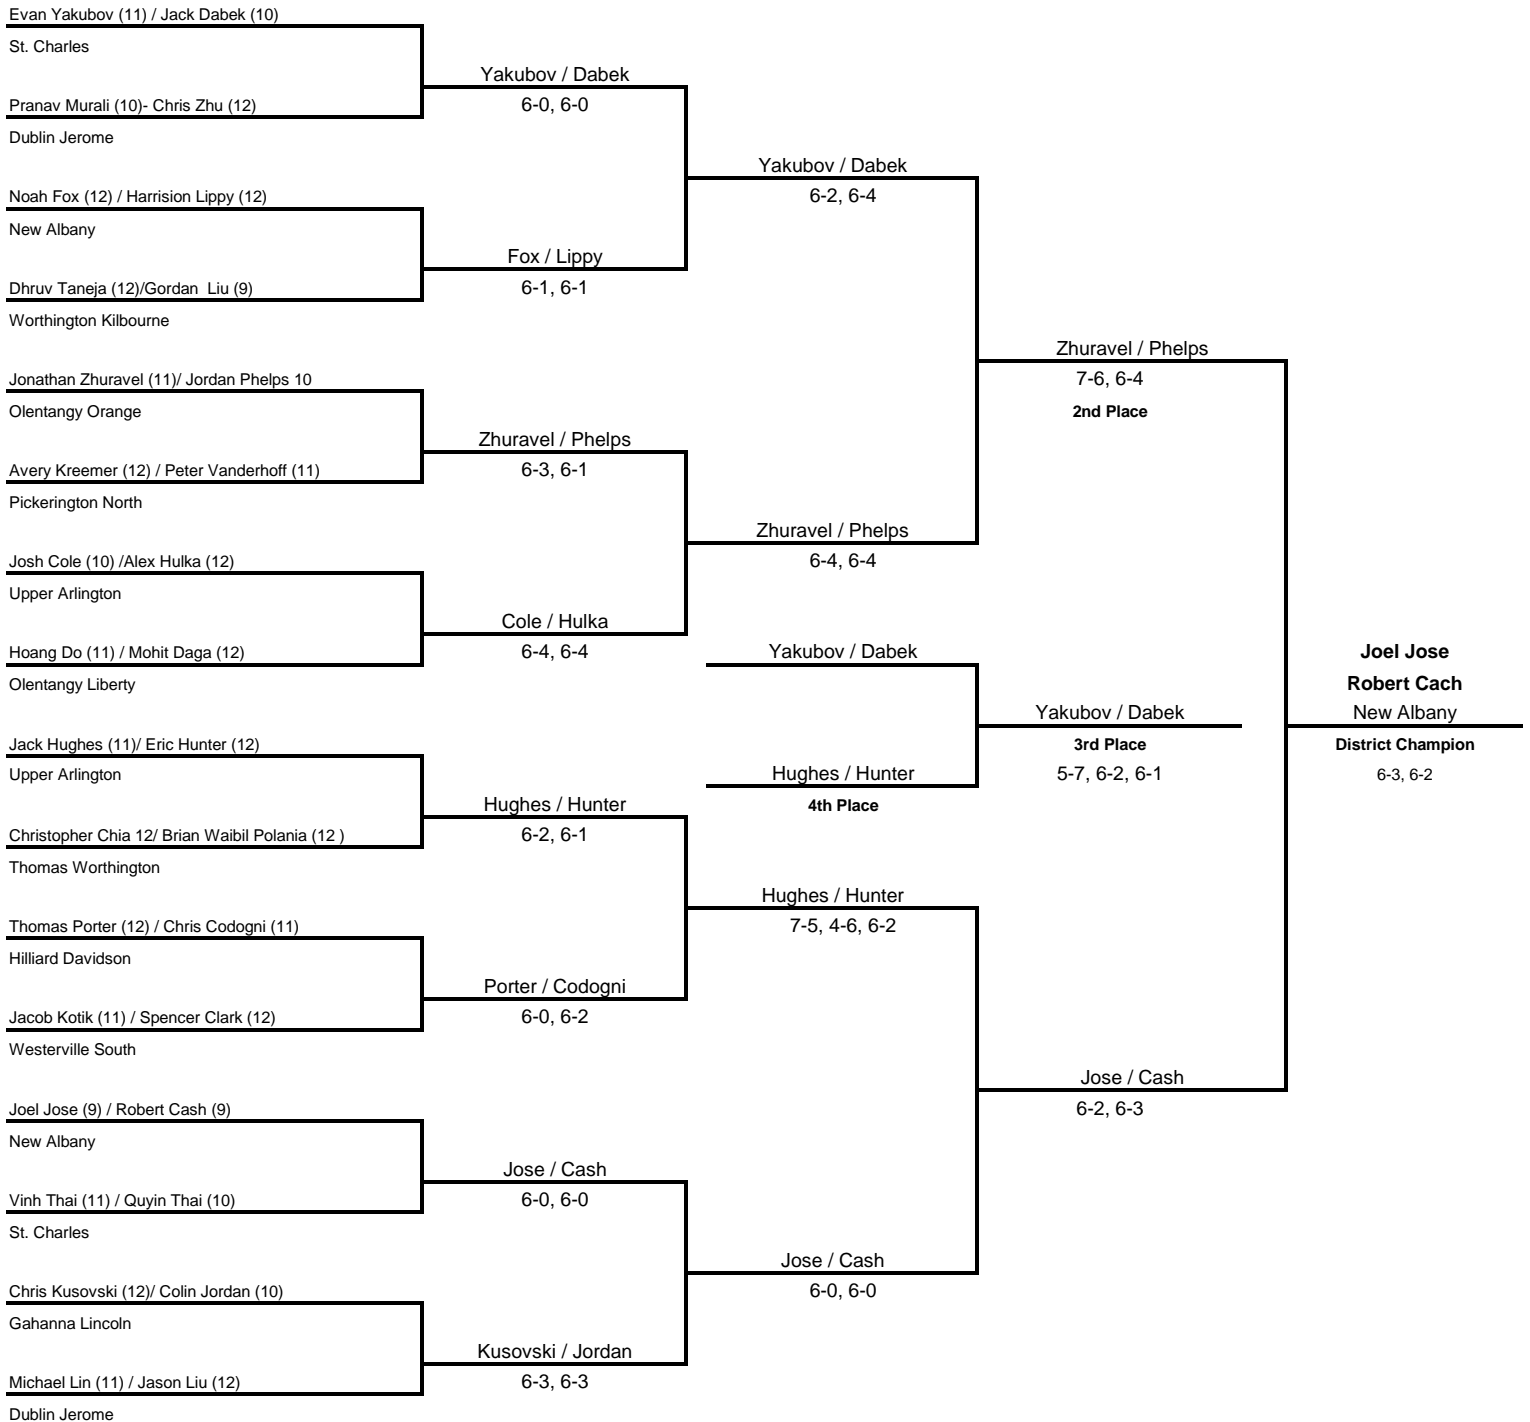 Evan Yakubov (11) / Jack Dabek (10)
St. Charles
Yakubov / Dabek
Pranav Murali (10)- Chris Zhu (12)
6-0, 6-0
Dublin Jerome
Yakubov / Dabek
Noah Fox (12) / Harrision Lippy (12)
6-2, 6-4
New Albany
Fox / Lippy
Dhruv Taneja (12)/Gordan  Liu (9)
6-1, 6-1
Worthington Kilbourne
Zhuravel / Phelps
Jonathan Zhuravel (11)/ Jordan Phelps 10
7-6, 6-4
Olentangy Orange
2nd Place
Zhuravel / Phelps
Avery Kreemer (12) / Peter Vanderhoff (11)
6-3, 6-1
Pickerington North
Zhuravel / Phelps
Josh Cole (10) /Alex Hulka (12)
6-4, 6-4
Upper Arlington
Cole / Hulka
Hoang Do (11) / Mohit Daga (12)
6-4, 6-4
Yakubov / Dabek
Joel Jose
Olentangy Liberty
Robert Cach
Yakubov / Dabek
New Albany
Jack Hughes (11)/ Eric Hunter (12)
3rd Place
District Champion
Upper Arlington
Hughes / Hunter
5-7, 6-2, 6-1
6-3, 6-2
Hughes / Hunter
4th Place
Christopher Chia 12/ Brian Waibil Polania (12 )
6-2, 6-1
Thomas Worthington
Hughes / Hunter
Thomas Porter (12) / Chris Codogni (11)
7-5, 4-6, 6-2
Hilliard Davidson
Porter / Codogni
Jacob Kotik (11) / Spencer Clark (12)
6-0, 6-2
Westerville South
Jose / Cash
Joel Jose (9) / Robert Cash (9)
6-2, 6-3
New Albany
Jose / Cash
Vinh Thai (11) / Quyin Thai (10)
6-0, 6-0
St. Charles
Jose / Cash
Chris Kusovski (12)/ Colin Jordan (10)
6-0, 6-0
Gahanna Lincoln
Kusovski / Jordan
Michael Lin (11) / Jason Liu (12)
6-3, 6-3
Dublin Jerome